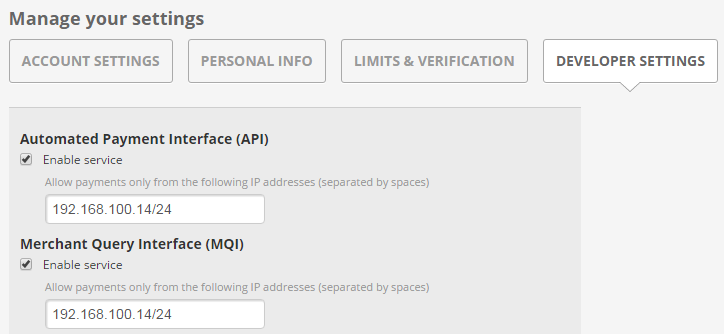 Manage your settings
ACCOUNT SETTINGS PERSONAL INFO LIMITS & VERIFICATION DEVELOPER SETTINGS
Automated Payment Interface (API)
Enable service
Allow payments only from the following IP addresses (separated by spaces)
192.168.100.14/24
Merchant Query Interface (MQI)
Enable service
Allow payments only from the following IP addresses (separated by spaces)
192.168.100.14/24